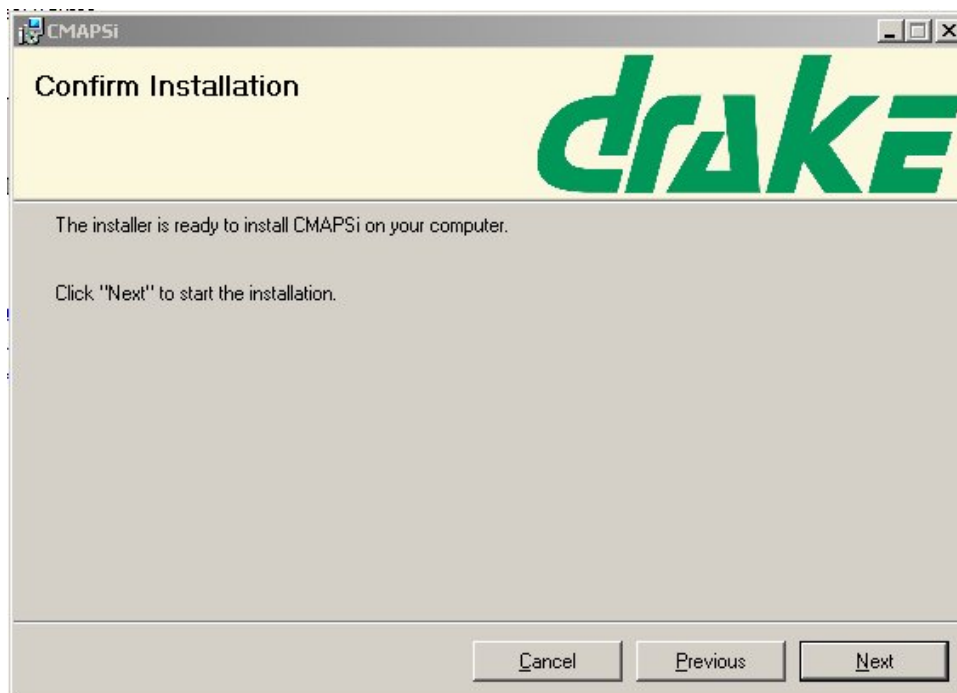 CMAPSi
Confirm Installation
drake
The installer is ready to install CMAPSi on your computer.
Click "Next" to start the installation.
Cancel Previous Next